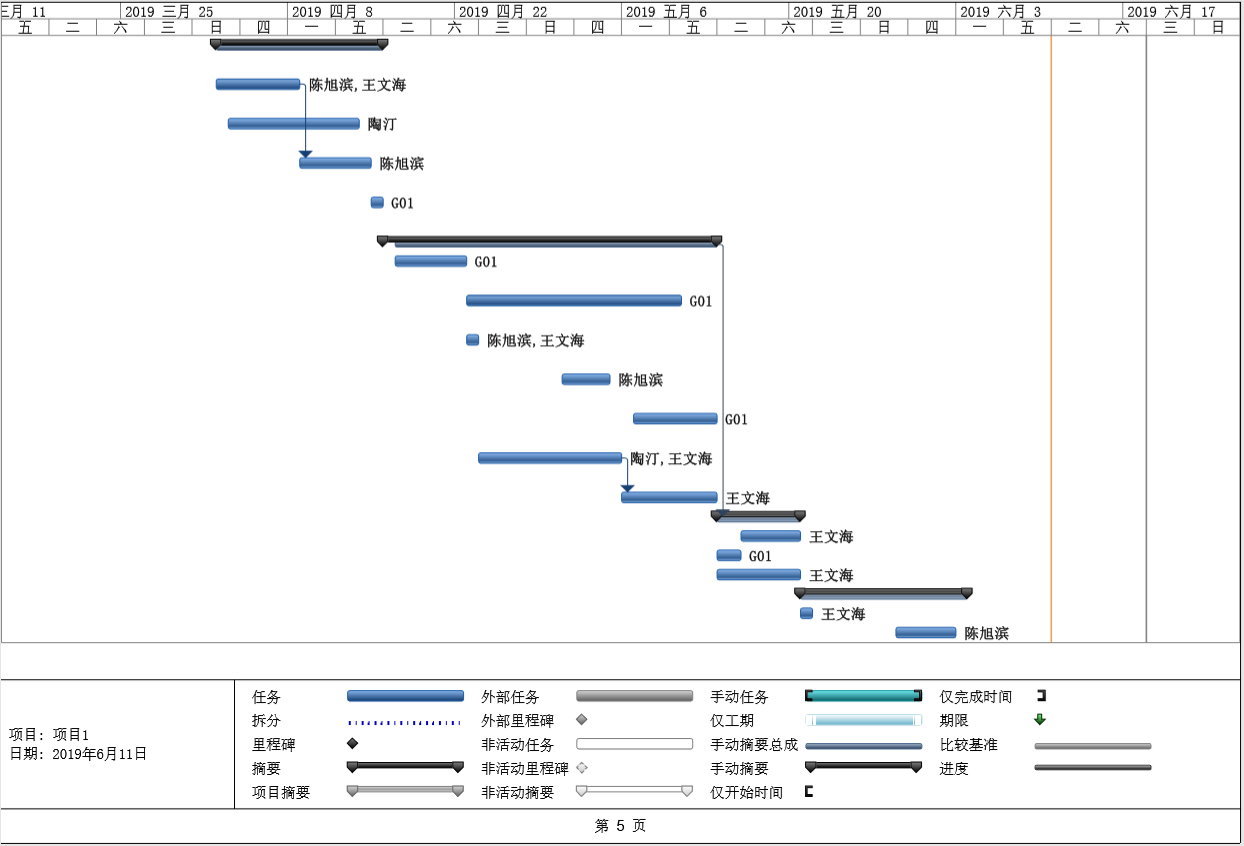 三月 11 2019 三月 25 2019 四月 8 2019 四月 22 2019 五月 6 2019 五月 20 2019 六月 3 2019 六月 17
五 二 六 三 日 四 一 五 二 六 三 日 四 一 五 二 六 三 日 四 一 五 二 六 三 日
陈旭滨,王文海
陶汀
陈旭滨
G01
G01
G01
陈旭滨,王文海
陈旭滨
G01
陶汀,王文海
王文海
王文海
G01
王文海
王文海
陈旭滨
项目: 项目1
日期: 2019年6月11日
任务 外部任务 手动任务 仅完成时间
拆分 外部里程碑 仅工期 期限
里程碑 非活动任务 手动摘要总成 比较基准
摘要 非活动里程碑 手动摘要 进度
项目摘要 非活动摘要 仅开始时间
第 5 页